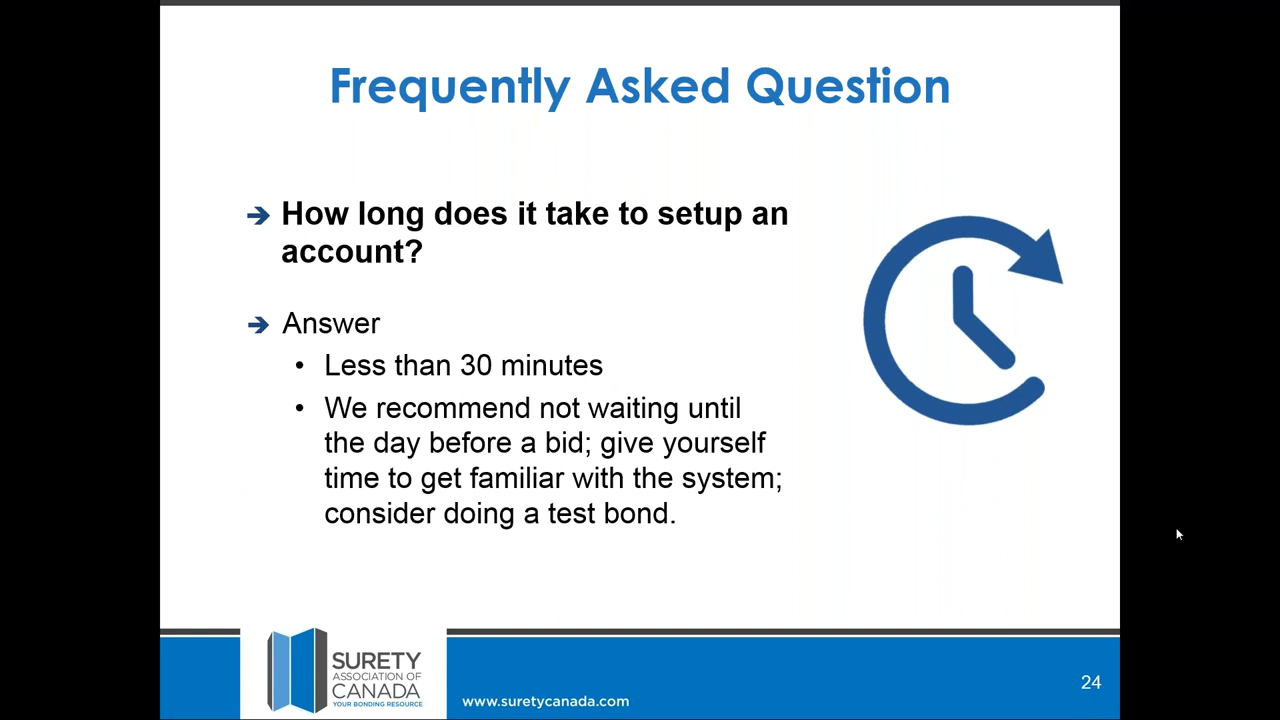 Frequently Asked Question
How long does it take to setup an
account?
Answer
• Less than 30 minutes
• We recommend not waiting until
the day before a bid; give yourself
time to get familiar with the system;
consider doing a test bond.
SURETY
ASSOCIATION OF
CANADA
YOUR BONDING RESOURCE
www.suretycanada.com
24